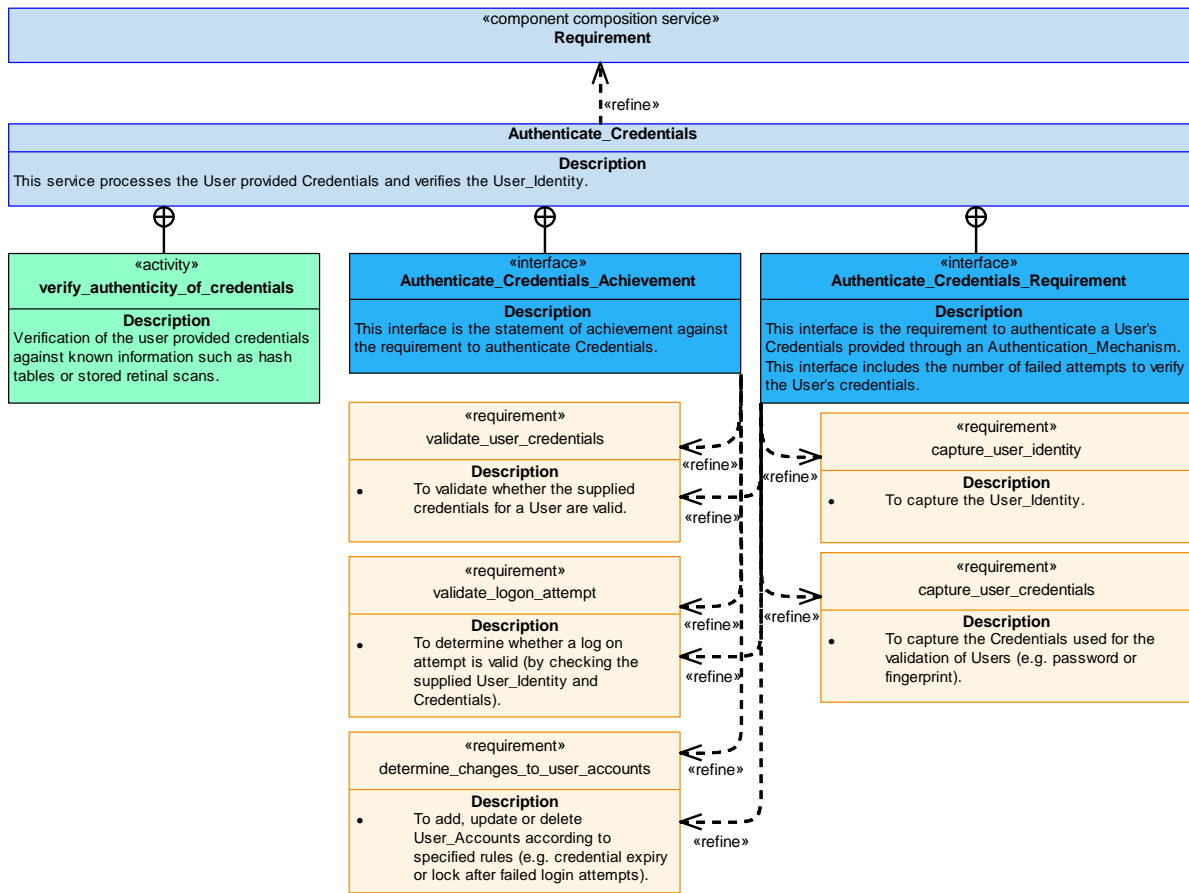 «component composition service»
Requirement
«refine»
Authenticate_Credentials
Description
This service processes the User provided Credentials and verifies the User_Identity.
«activity»
verify_authenticity_of_credentials
Description
Verification of the user provided credentials
against known information such as hash
tables or stored retinal scans.
«interface»
Authenticate_Credentials_Achievement
Description
This interface is the statement of achievement against
the requirement to authenticate Credentials.
«interface»
Authenticate_Credentials_Requirement
Description
This interface is the requirement to authenticate a User's
Credentials provided through an Authentication_Mechanism.
This interface includes the number of failed attempts to verify
the User's credentials.
«requirement»
validate_user_credentials
Description
• To validate whether the supplied
credentials for a User are valid.
«refine»
«refine»
«refine»
«requirement»
capture_user_identity
Description
• To capture the User_Identity.
«requirement»
validate_logon_attempt
Description
• To determine whether a log on
attempt is valid (by checking the
supplied User_Identity and
Credentials).
«refine»
«refine»
«refine»
«requirement»
capture_user_credentials
Description
• To capture the Credentials used for the
validation of Users (e.g. password or
fingerprint).
«requirement»
determine_changes_to_user_accounts
Description
• To add, update or delete
User_Accounts according to
specified rules (e.g. credential expiry
or lock after failed login attempts).
«refine»
«refine»